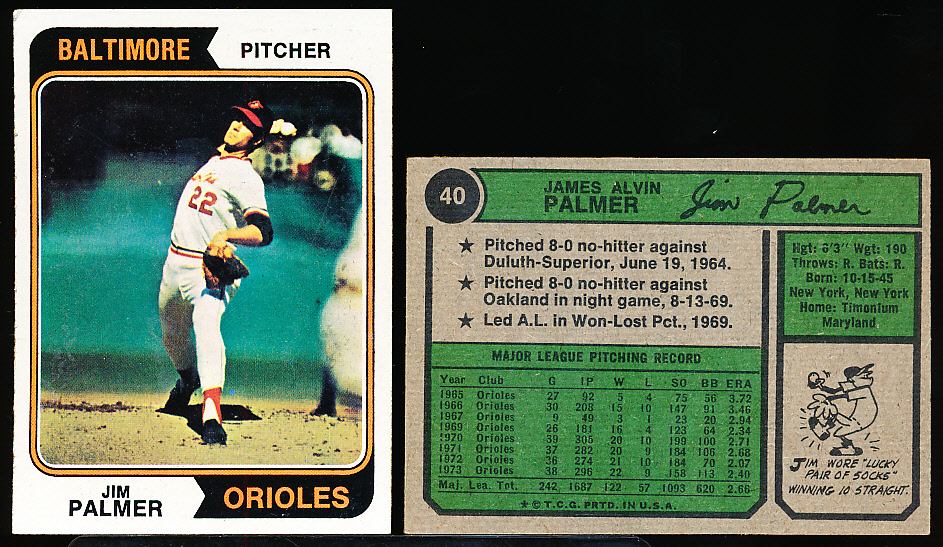 BALTIMORE PITCHER
22
JIM
PALMER
ORIOLES
40
JAMES ALVIN
PALMER
Jim Palmer
★ Pitched 8-0 no-hitter against
Duluth-Superior, June 19, 1964.
★ Pitched 8-0 no-hitter against
Oakland in night game, 8-13-69.
★ Led A.L. in Won-Lost Pct., 1969.
Hgt: 6'3" Wgt: 190
Throws: R. Bats: R.
Born: 10-15-45
New York, New York
Home: Timonium
Maryland
MAJOR LEAGUE PITCHING RECORD
Year Club G IP W L SO BB ERA
1965 Orioles 27 92 5 4 75 56 3.72
1966 Orioles 30 208 15 10 147 91 3.46
1967 Orioles 9 49 3 1 23 20 2.94
1969 Orioles 26 181 16 4 123 64 2.34
1970 Orioles 39 305 20 10 199 100 2.71
1971 Orioles 37 282 20 9 184 106 2.68
1972 Orioles 36 274 21 10 184 70 2.07
1973 Orioles 38 296 22 9 158 113 2.40
Maj. Lea. Tot. 242 1687 122 57 1093 620 2.66
★ © T.C.G. PRTD. IN U.S.A.
JIM WORE "LUCKY
PAIR OF SOCKS"
WINNING 10 STRAIGHT.